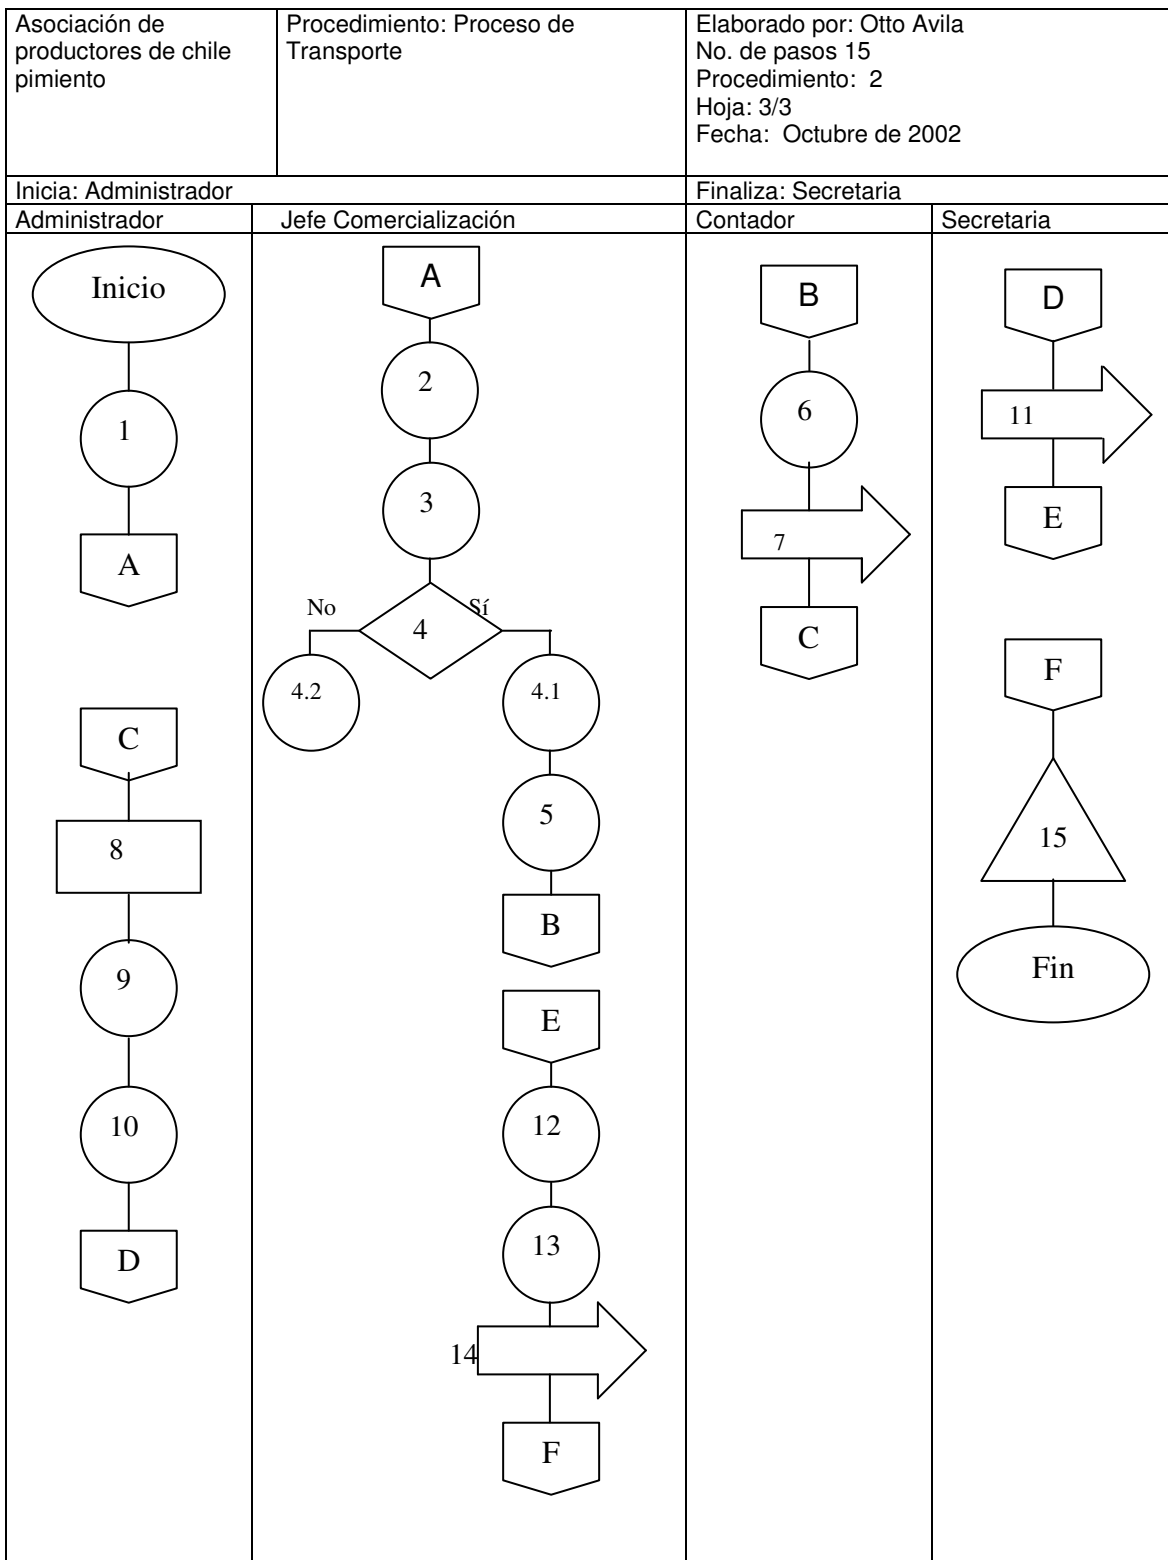 Asociación de
productores de chile
pimiento
Procedimiento: Proceso de
Transporte
Elaborado por: Otto Avila
No. de pasos 15
Procedimiento:  2
Hoja: 3/3
Fecha:  Octubre de 2002
Inicia: Administrador
Finaliza: Secretaria
Administrador
Jefe Comercialización
Contador
Secretaria
Inicio
1
A
C
8
9
10
D
A
2
3
No
Sí
4
4.2
4.1
5
B
E
12
13
14
F
B
6
7
C
D
11
E
F
15
Fin